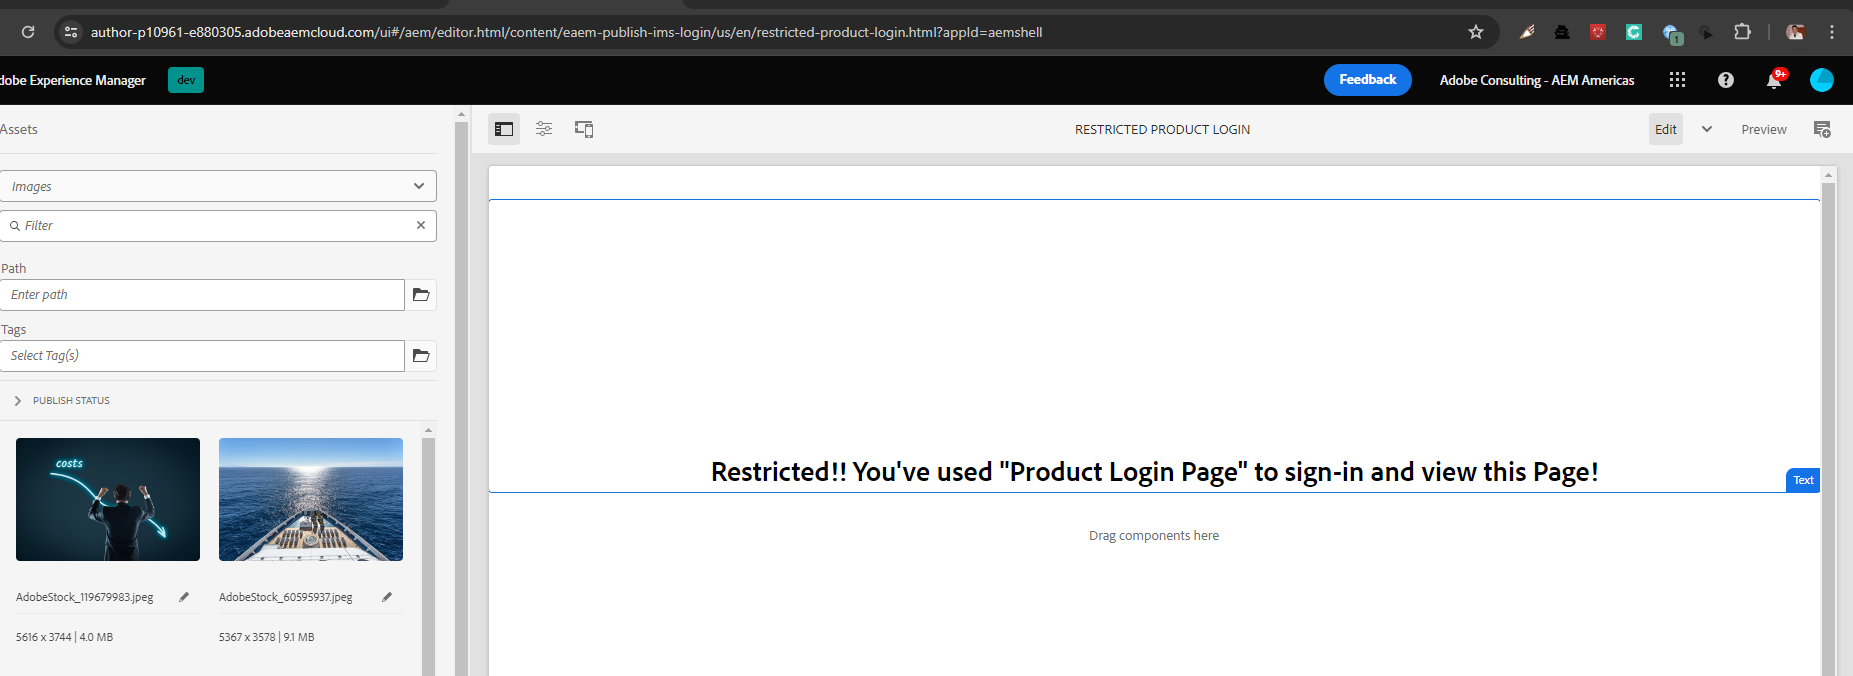 author-p10961-e880305.adobeaemcloud.com/ui#/aem/editor.html/content/eaem-publish-ims-login/us/en/restricted-product-login.html?appId=aemshell
1
dobe Experience Manager
dev
Feedback
Adobe Consulting - AEM Americas
9+
Assets
RESTRICTED PRODUCT LOGIN
Edit
Preview
Images
Filter
Path
Enter path
Tags
Select Tag(s)
PUBLISH STATUS
costs
AdobeStock_119679983.jpeg
AdobeStock_60595937.jpeg
5616 x 3744 | 4.0 MB
5367 x 3578 | 9.1 MB
Restricted!! You've used "Product Login Page" to sign-in and view this Page!
Text
Drag components here